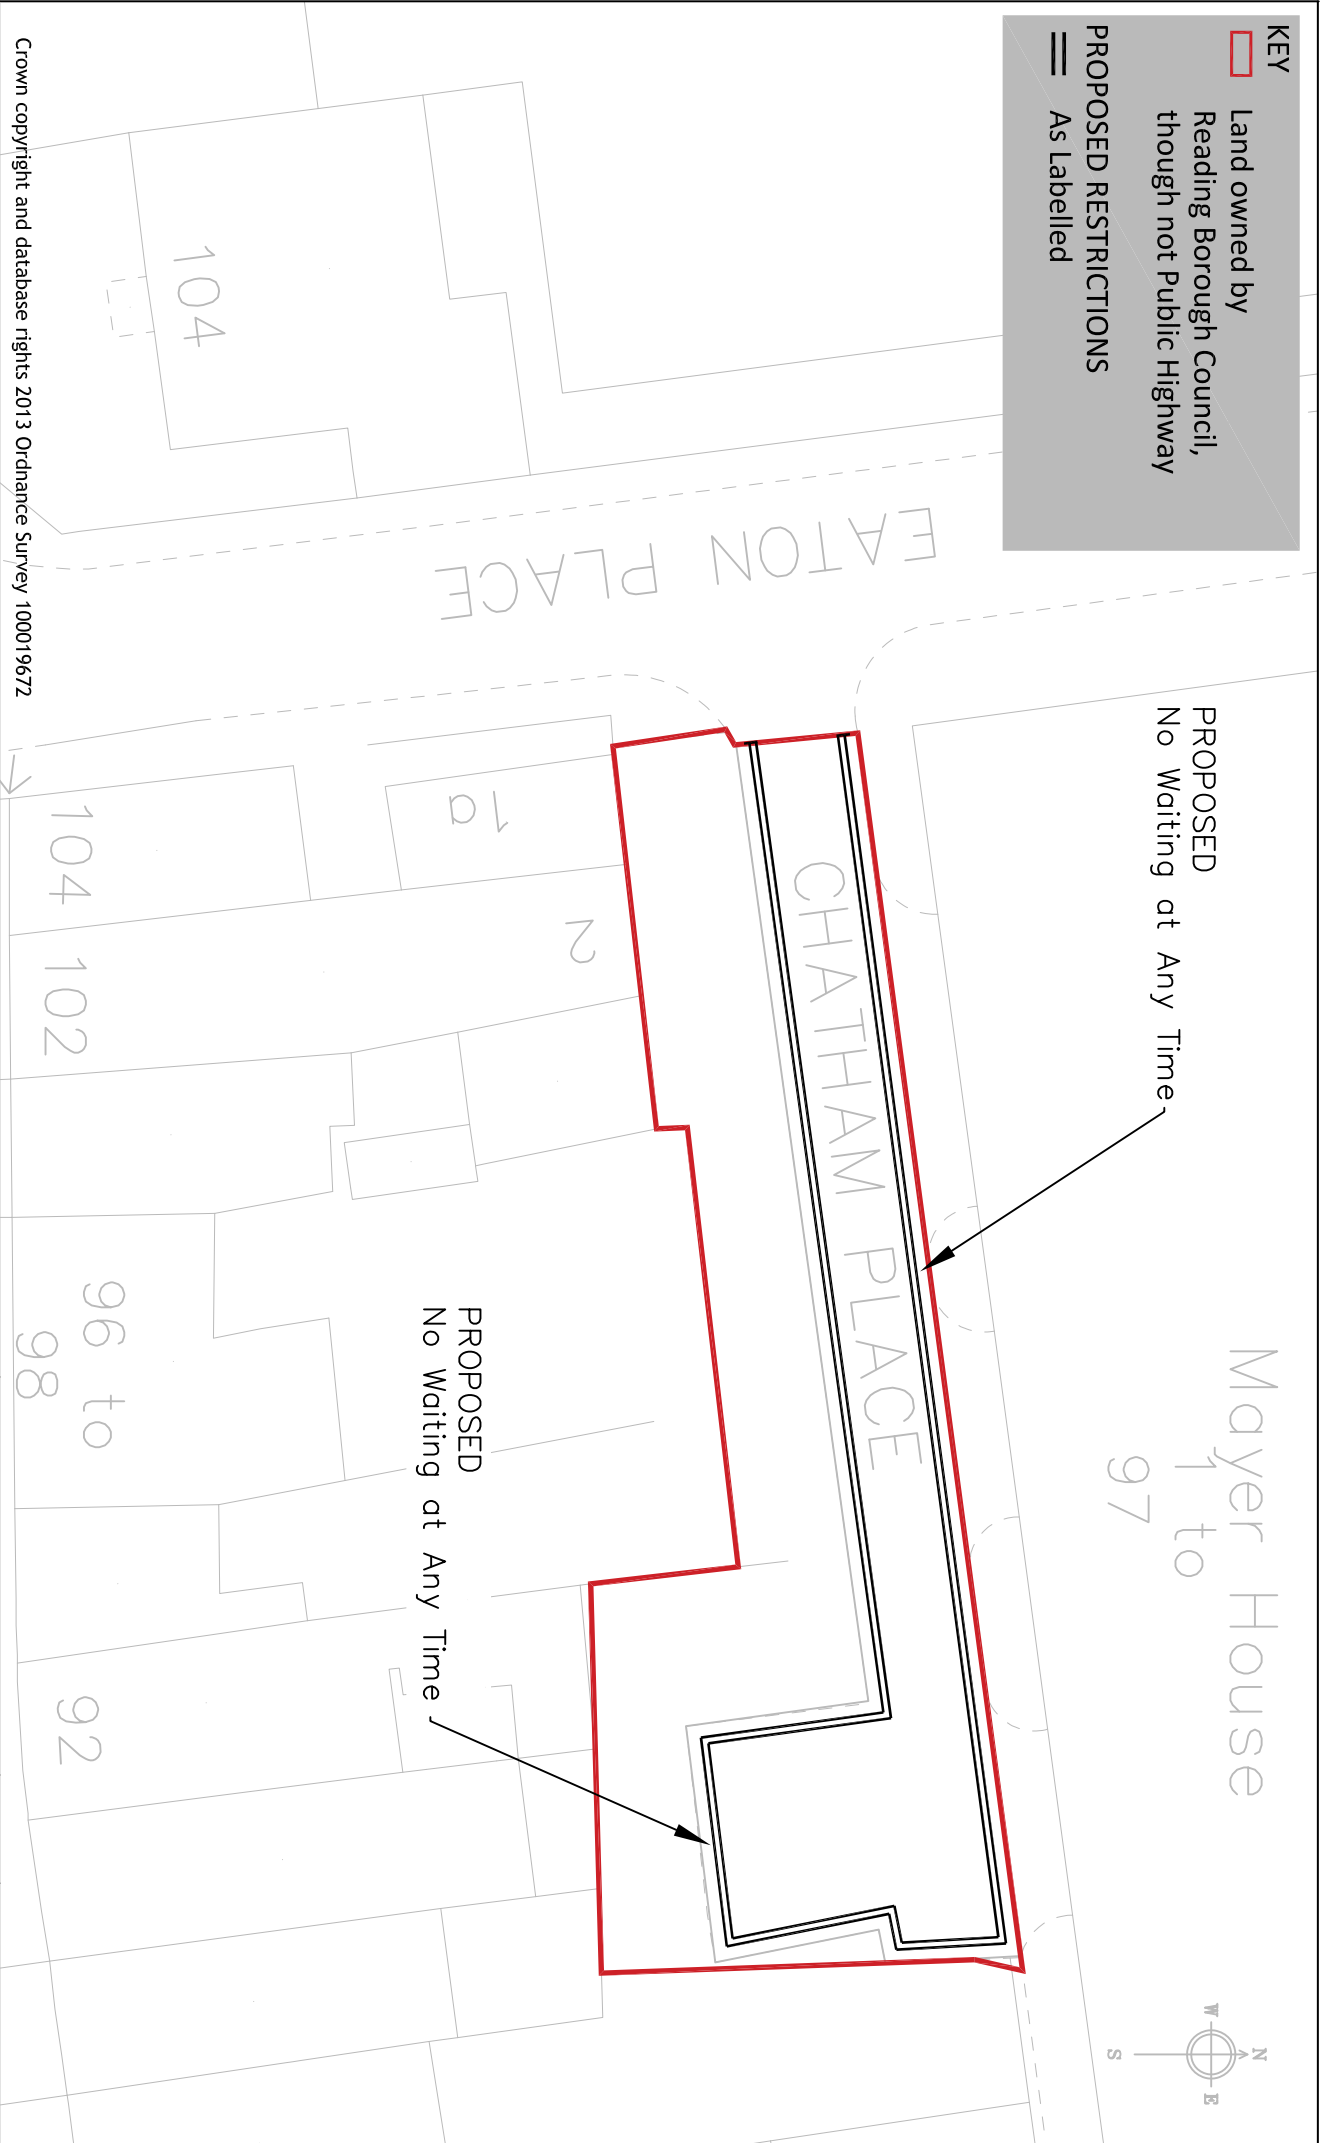 KEY
Land owned by
Reading Borough Council,
though not Public Highway
PROPOSED RESTRICTIONS
As Labelled
PROPOSED
No Waiting at Any Time
Mayer House
1 to
97
N
W
E
S
EATON PLACE
CHATHAM PLACE
PROPOSED
No Waiting at Any Time
104
1a
2
104
102
96 to
98
92
Crown copyright and database rights 2013 Ordnance Survey 100019672